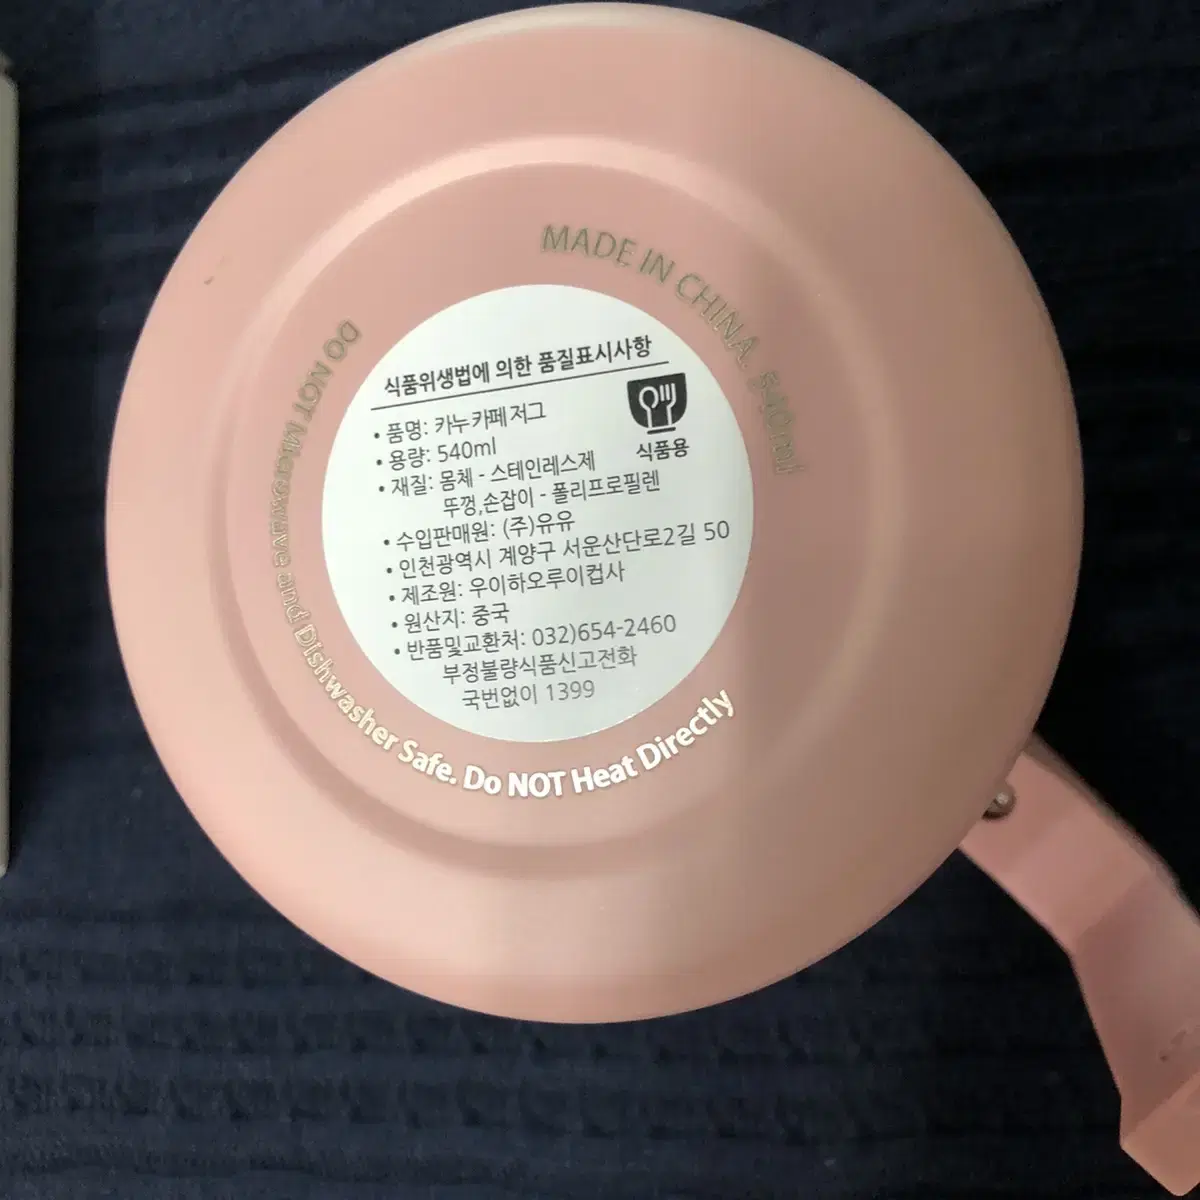 MADE IN CHINA. 540ml
식품위생법에 의한 품질표시사항
• 품명: 카누 카페 저그
• 용량: 540ml
• 재질: 몸체 - 스테인레스제
뚜껑,손잡이 - 폴리프로필렌
식품용
• 수입판매원: (주)유유
• 인천광역시 계양구 서운산단로2길 50
• 제조원: 우이하오루이컵사
• 원산지: 중국
• 반품및교환처: 032)654-2460
부정불량식품신고전화
국번없이 1399
DO NOT Microwave and Dishwasher Safe. Do NOT Heat Directly